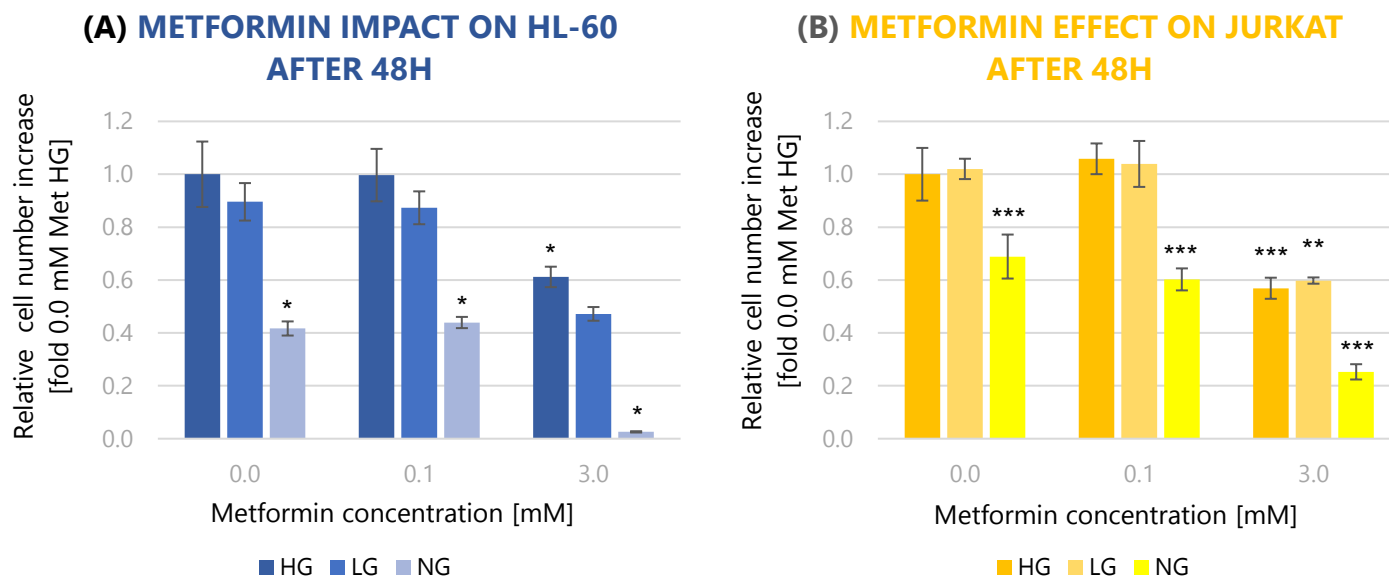 (A) METFORMIN IMPACT ON HL-60
AFTER 48H
Relative cell number increase
[fold 0.0 mM Met HG]
1.2
1.0
0.8
0.6
0.4
0.2
0.0
*
*
*
*
0.0
0.1
3.0
Metformin concentration [mM]
HG LG NG
(B) METFORMIN EFFECT ON JURKAT
AFTER 48H
Relative cell number increase
[fold 0.0 mM Met HG]
1.2
1.0
0.8
0.6
0.4
0.2
0.0
***
***
***
**
***
0.0
0.1
3.0
Metformin concentration [mM]
HG LG NG